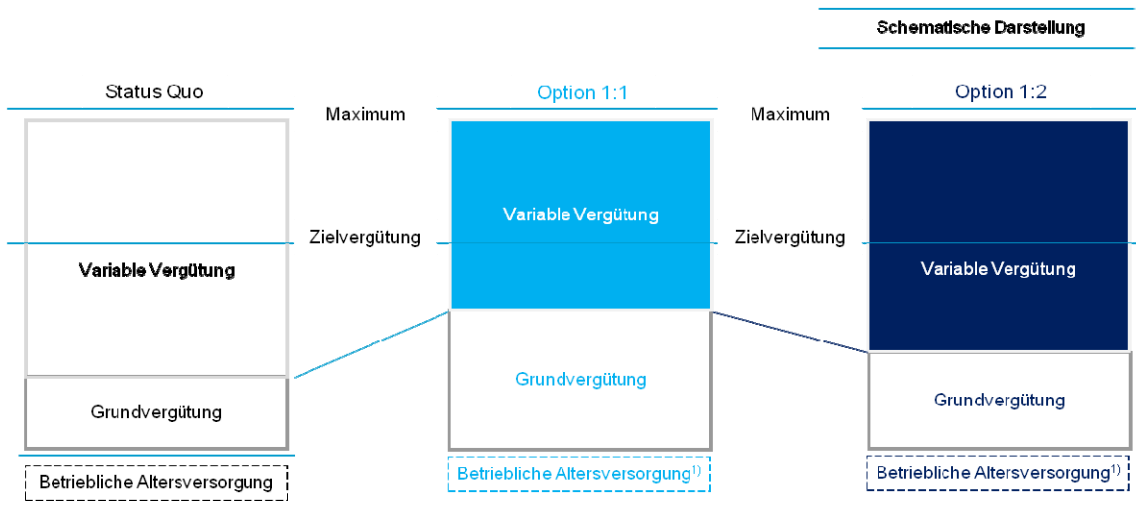 Schematische Darstellung
Status Quo
Option 1:1
Option 1:2
Maximum
Maximum
Variable Vergütung
Zielvergütung
Zielvergütung
Variable Vergütung
Variable Vergütung
Grundvergütung
Grundvergütung
Grundvergütung
Betriebliche Altersversorgung
Betriebliche Altersversorgung¹⁾
Betriebliche Altersversorgung¹⁾